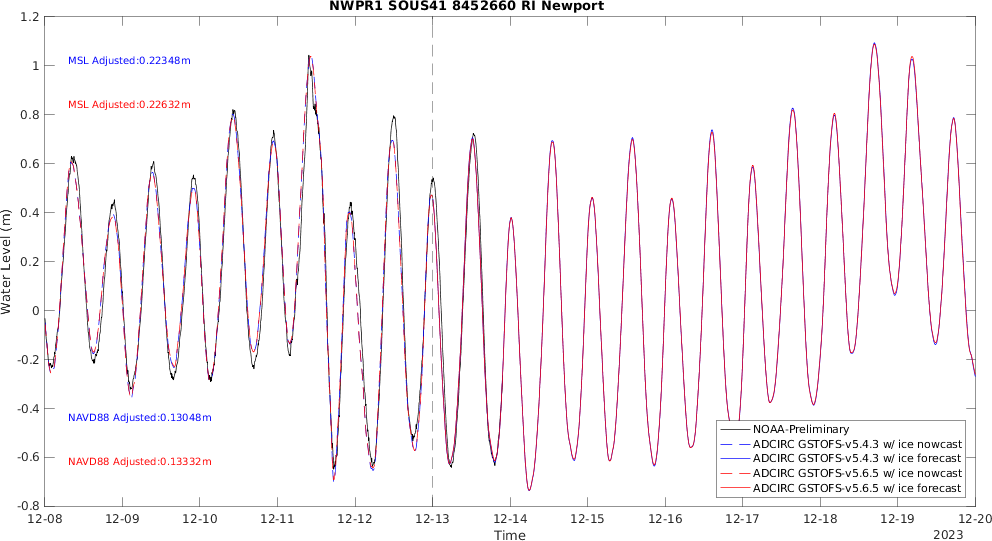 NWPR1 SOUS41 8452660 RI Newport
1.2
1
0.8
0.6
0.4
0.2
0
-0.2
-0.4
-0.6
-0.8
Water Level (m)
MSL Adjusted:0.22348m
MSL Adjusted:0.22632m
NAVD88 Adjusted:0.13048m
NAVD88 Adjusted:0.13332m
NOAA-Preliminary
ADCIRC GSTOFS-v5.4.3 w/ ice nowcast
ADCIRC GSTOFS-v5.4.3 w/ ice forecast
ADCIRC GSTOFS-v5.6.5 w/ ice nowcast
ADCIRC GSTOFS-v5.6.5 w/ ice forecast
12-08 12-09 12-10 12-11 12-12 12-13 12-14 12-15 12-16 12-17 12-18 12-19 12-20
Time
2023